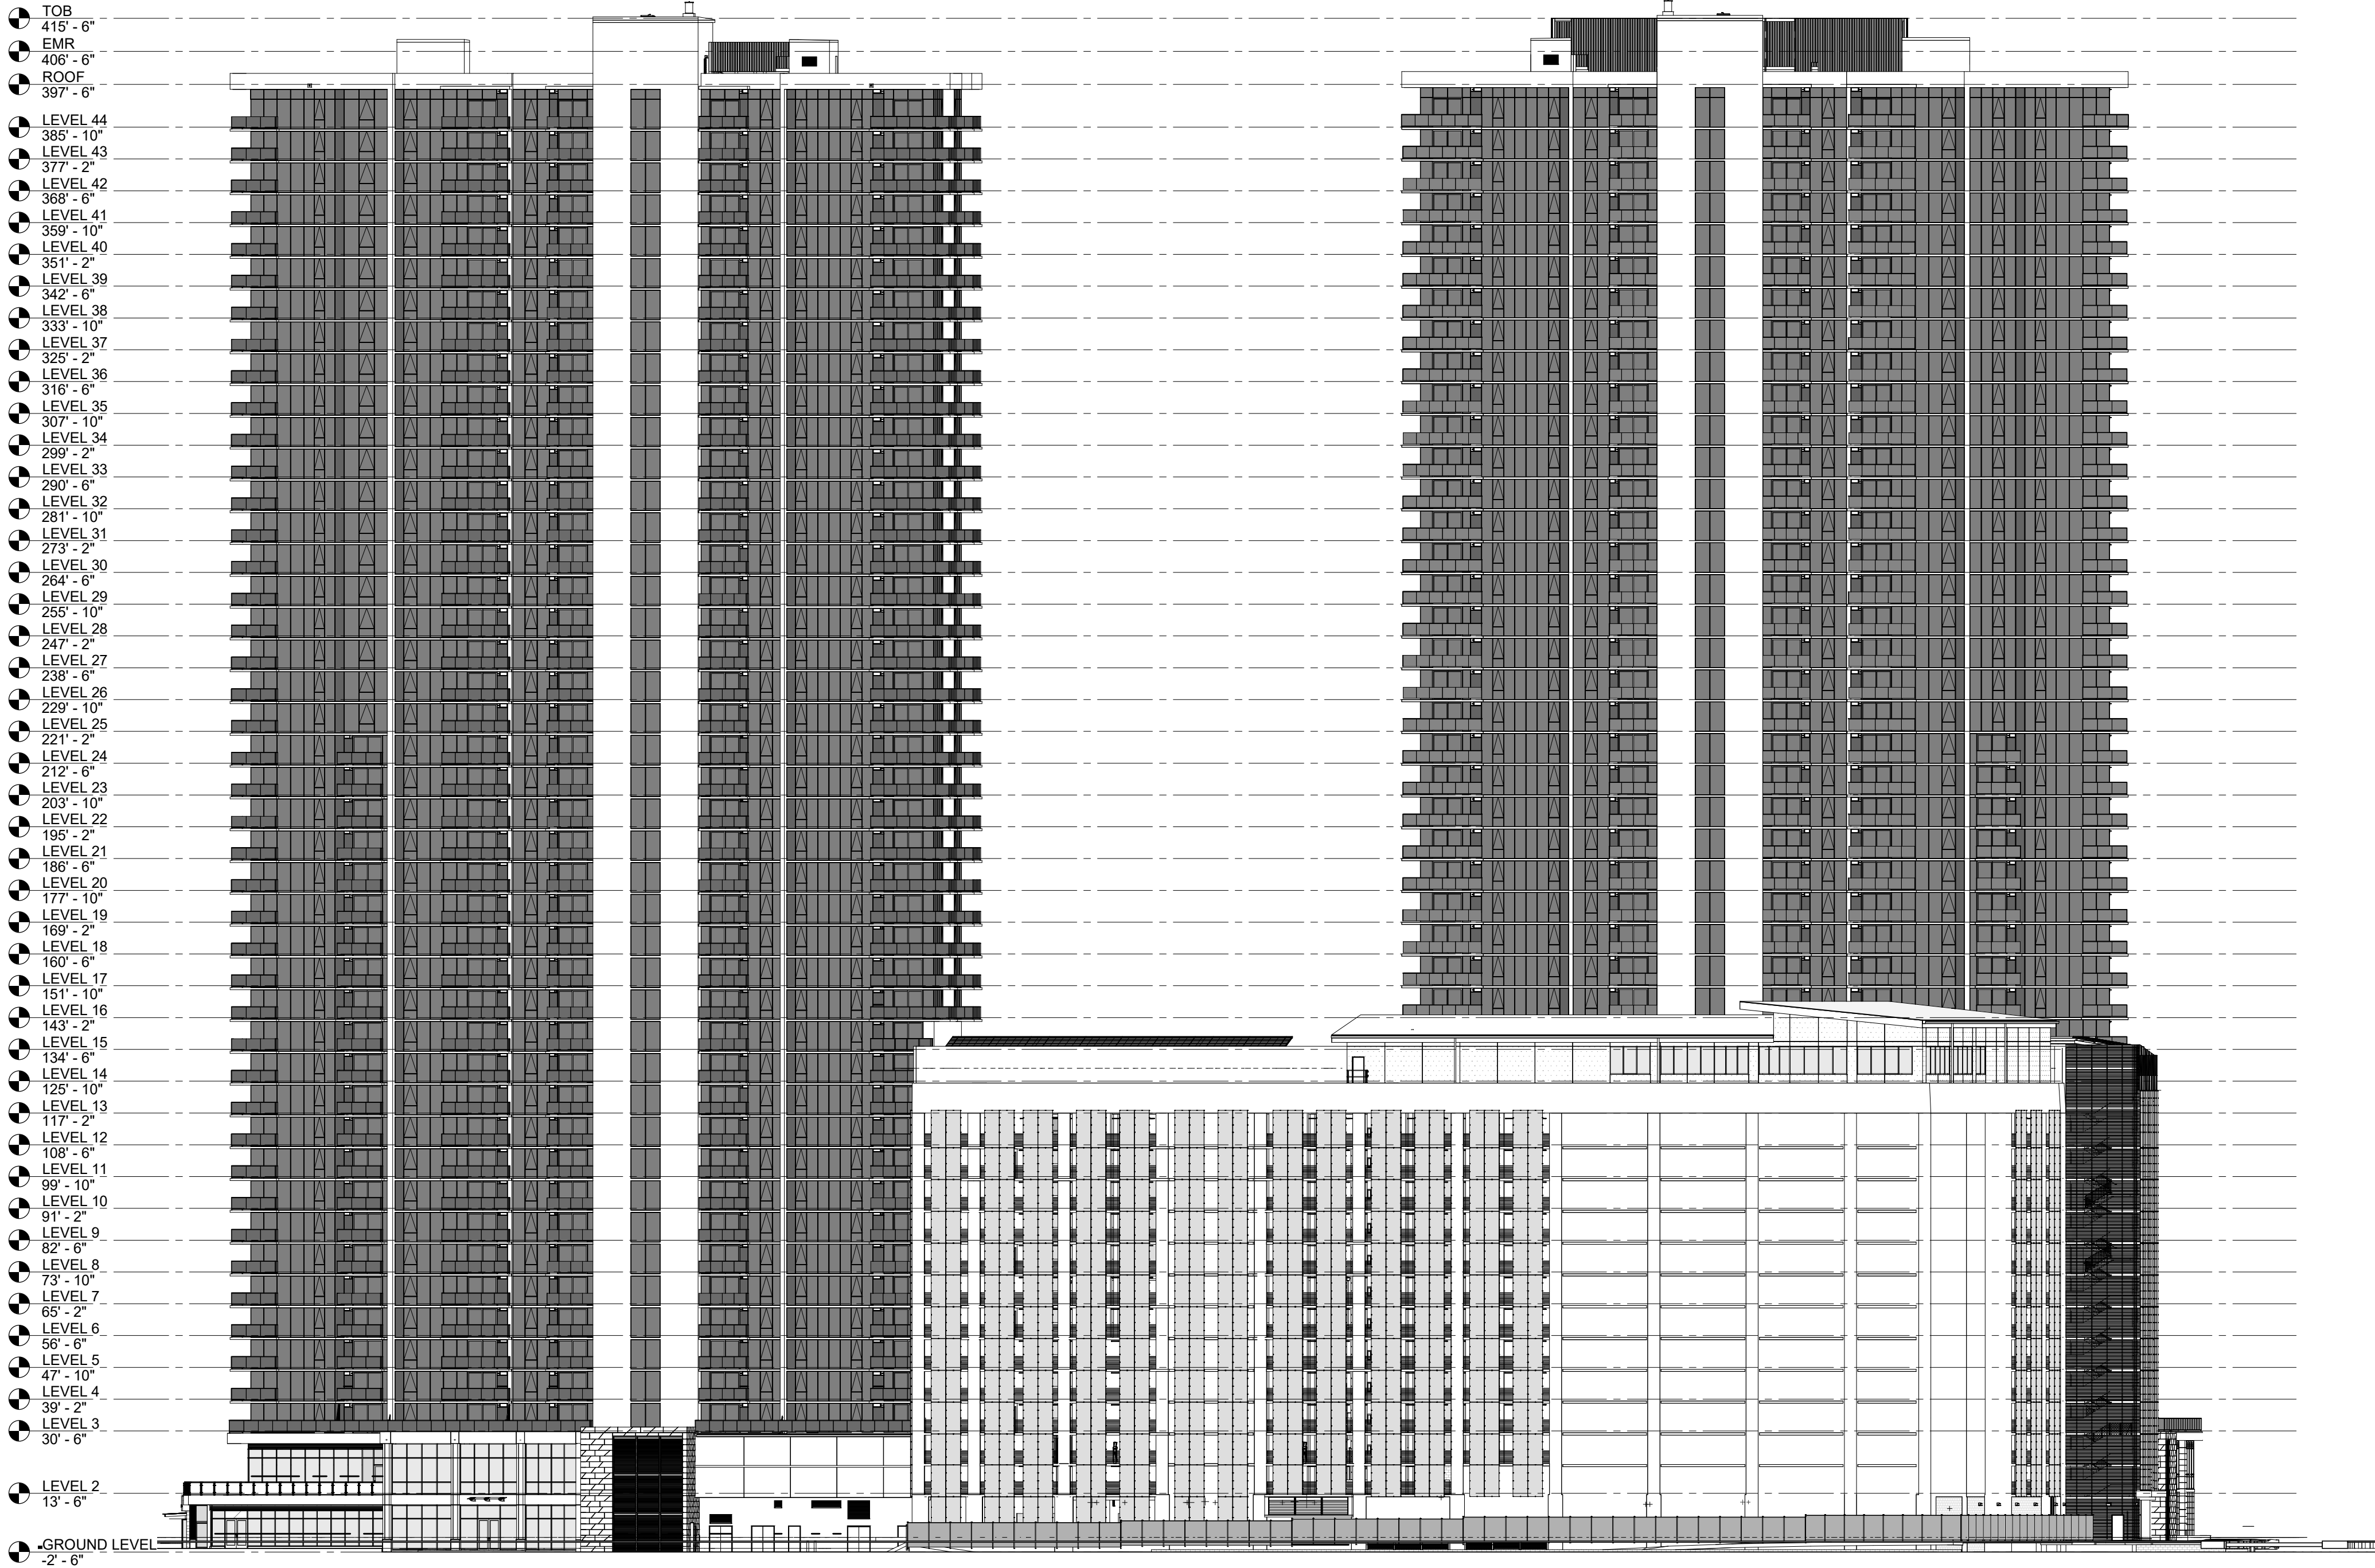 TOB
415' - 6"
EMR
406' - 6"
ROOF
397' - 6"
LEVEL 44
385' - 10"
LEVEL 43
377' - 2"
LEVEL 42
368' - 6"
LEVEL 41
359' - 10"
LEVEL 40
351' - 2"
LEVEL 39
342' - 6"
LEVEL 38
333' - 10"
LEVEL 37
325' - 2"
LEVEL 36
316' - 6"
LEVEL 35
307' - 10"
LEVEL 34
299' - 2"
LEVEL 33
290' - 6"
LEVEL 32
281' - 10"
LEVEL 31
273' - 2"
LEVEL 30
264' - 6"
LEVEL 29
255' - 10"
LEVEL 28
247' - 2"
LEVEL 27
238' - 6"
LEVEL 26
229' - 10"
LEVEL 25
221' - 2"
LEVEL 24
212' - 6"
LEVEL 23
203' - 10"
LEVEL 22
195' - 2"
LEVEL 21
186' - 6"
LEVEL 20
177' - 10"
LEVEL 19
169' - 2"
LEVEL 18
160' - 6"
LEVEL 17
151' - 10"
LEVEL 16
143' - 2"
LEVEL 15
134' - 6"
LEVEL 14
125' - 10"
LEVEL 13
117' - 2"
LEVEL 12
108' - 6"
LEVEL 11
99' - 10"
LEVEL 10
91' - 2"
LEVEL 9
82' - 6"
LEVEL 8
73' - 10"
LEVEL 7
65' - 2"
LEVEL 6
56' - 6"
LEVEL 5
47' - 10"
LEVEL 4
39' - 2"
LEVEL 3
30' - 6"
LEVEL 2
13' - 6"
GROUND LEVEL
-2' - 6"